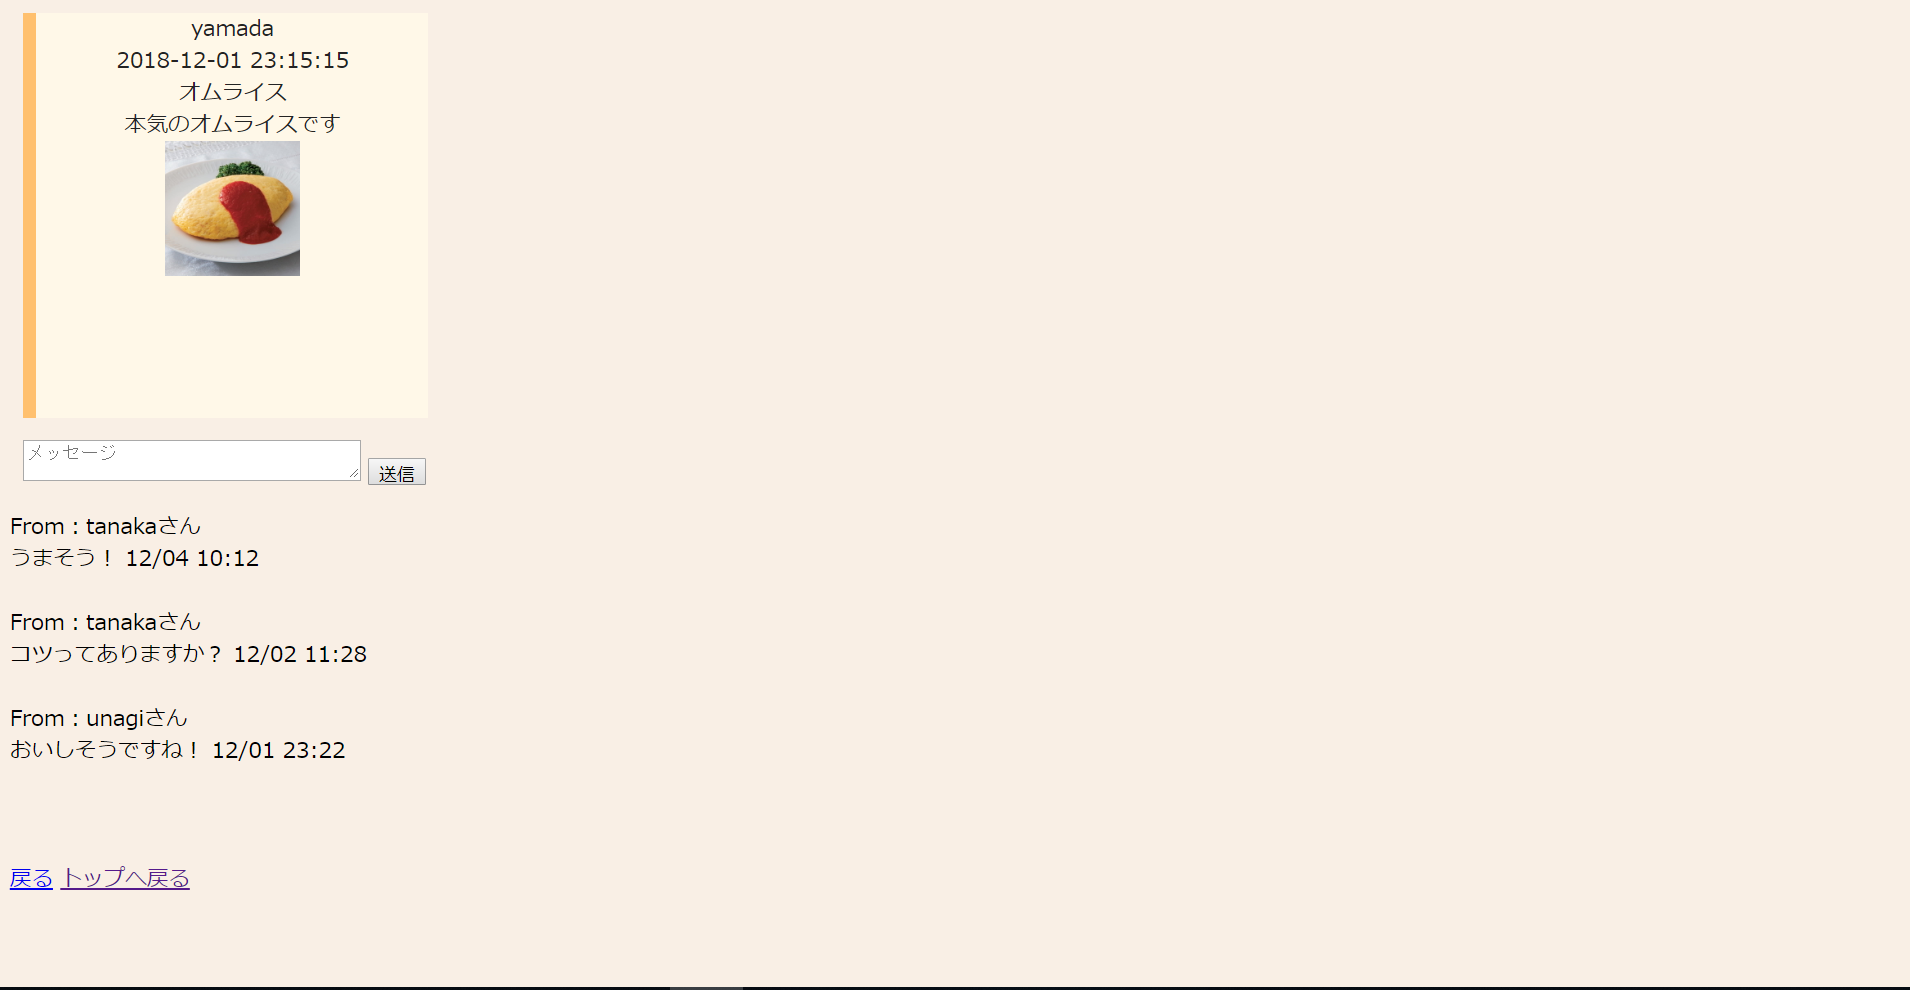 yamada
2018-12-01 23:15:15
オムライス
本気のオムライスです
メッセージ
送信
From : tanakaさん
うまそう！ 12/04 10:12
From : tanakaさん
コツってありますか？ 12/02 11:28
From : unagiさん
おいしそうですね！ 12/01 23:22
戻る トップへ戻る